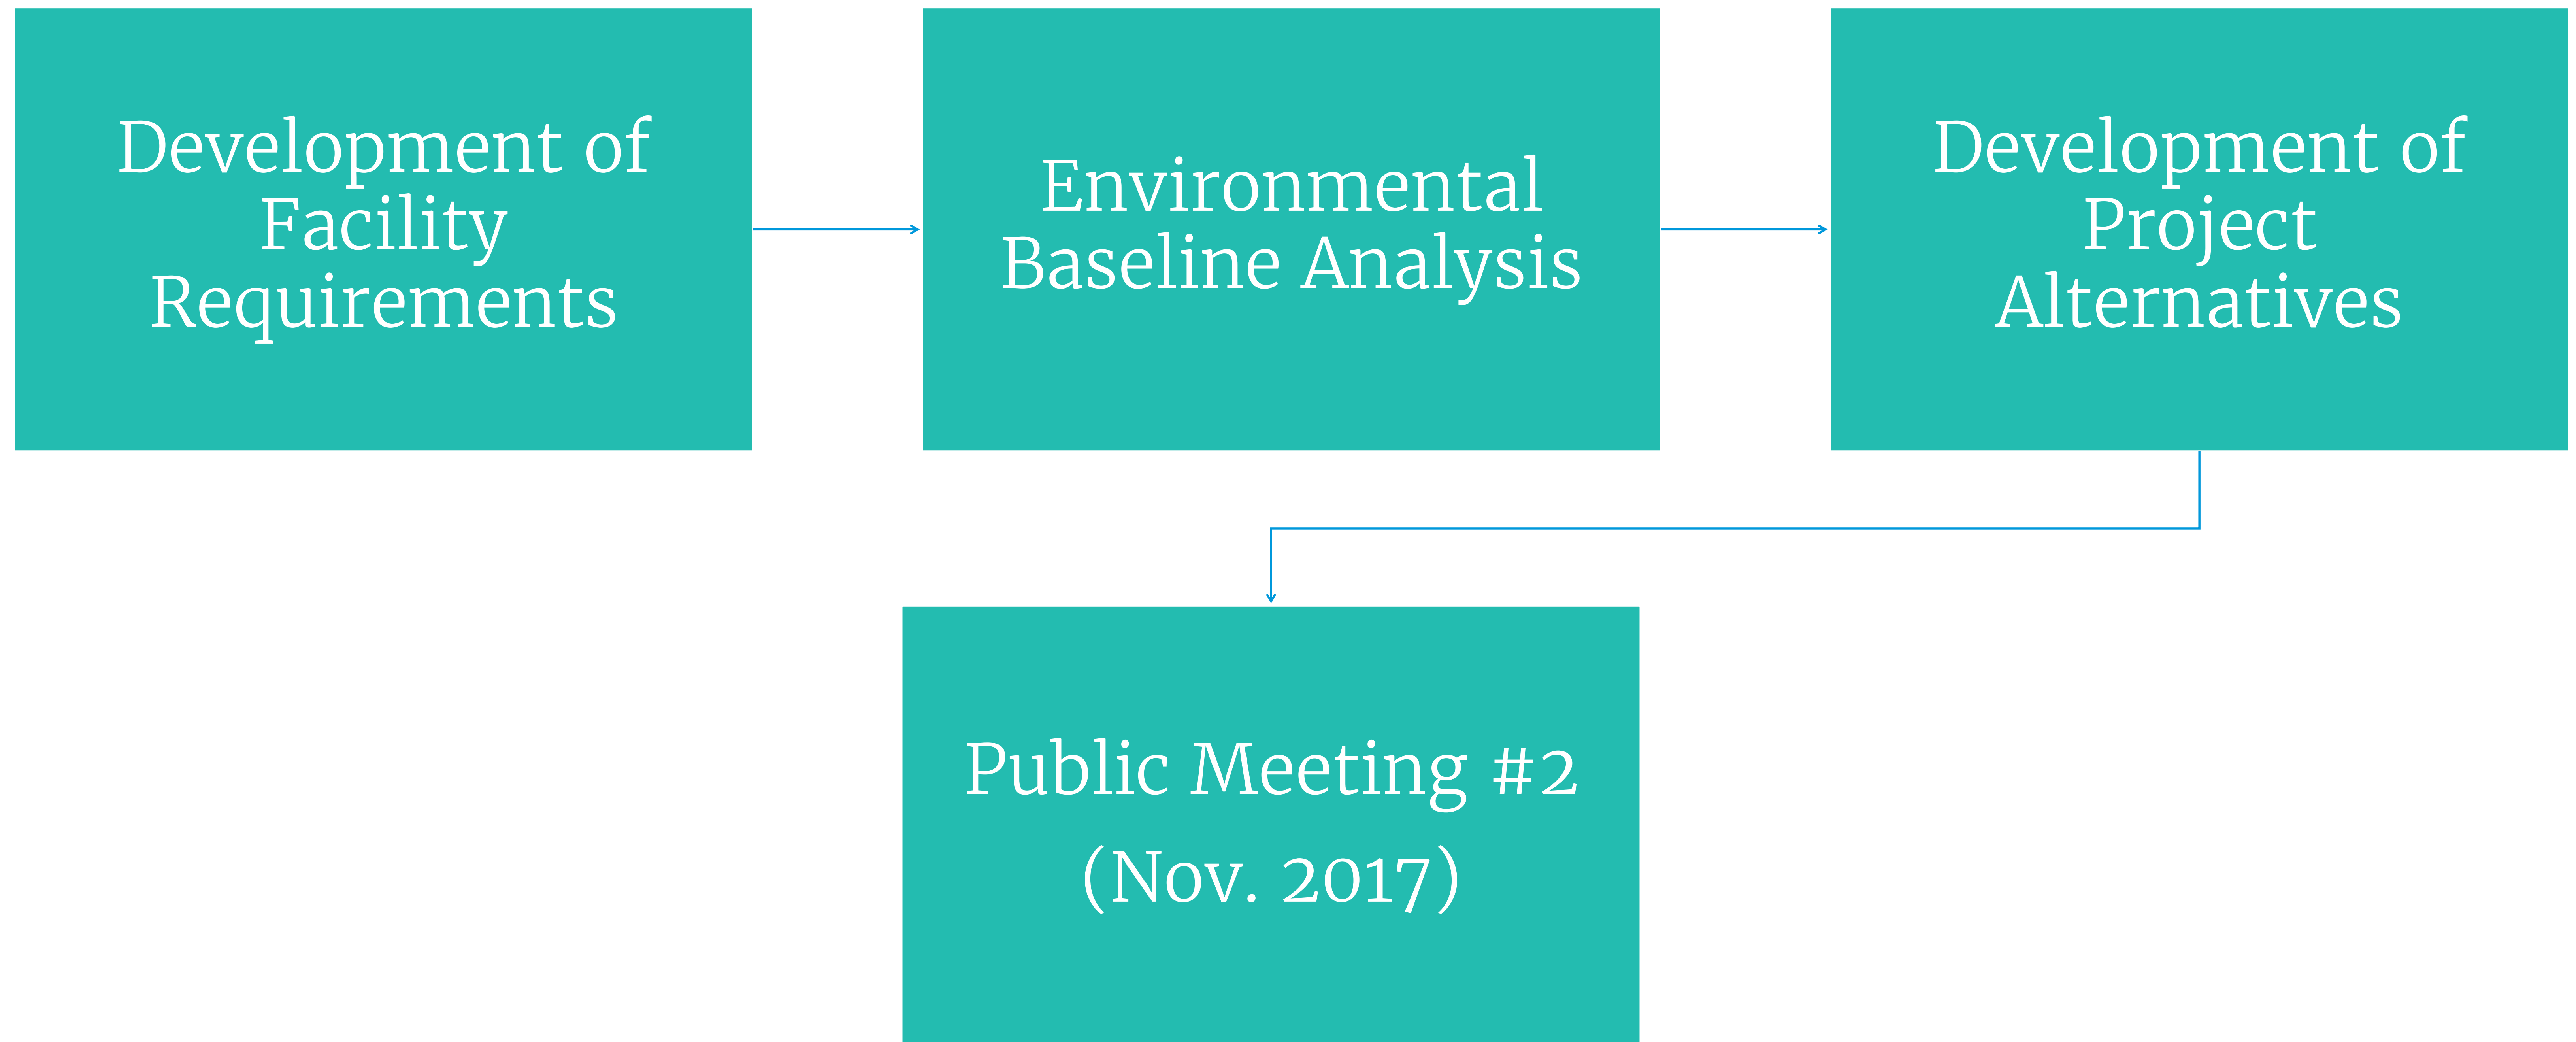 Development of
Facility
Requirements
Environmental
Baseline Analysis
Development of
Project
Alternatives
Public Meeting #2
(Nov. 2017)